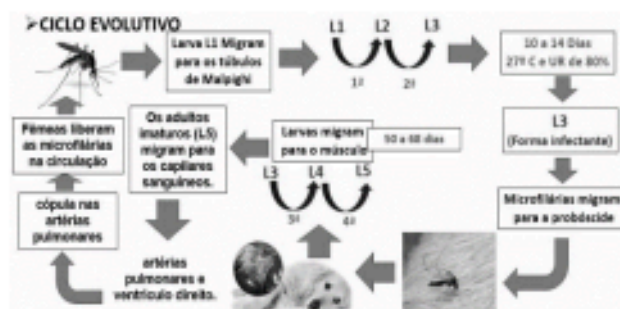 ➢CICLO EVOLUTIVO
Larva L1 Migram
para os túbulos
de Malpighi
L1 L2 L3
1ª 2ª
10 a 14 Dias
27º C e UR de 80%
L3
(Forma infectante)
Microfilárias migram
para a probóscide
Larvas migram
para o músculo
50 a 60 dias
L3 L4 L5
3ª 4ª
Os adultos
imaturos (L5)
migram para
os capilares
sanguíneos.
artérias
pulmonares e
ventrículo direito.
cópula nas
artérias
pulmonares
Fêmeas liberam
as microfilárias
na circulação